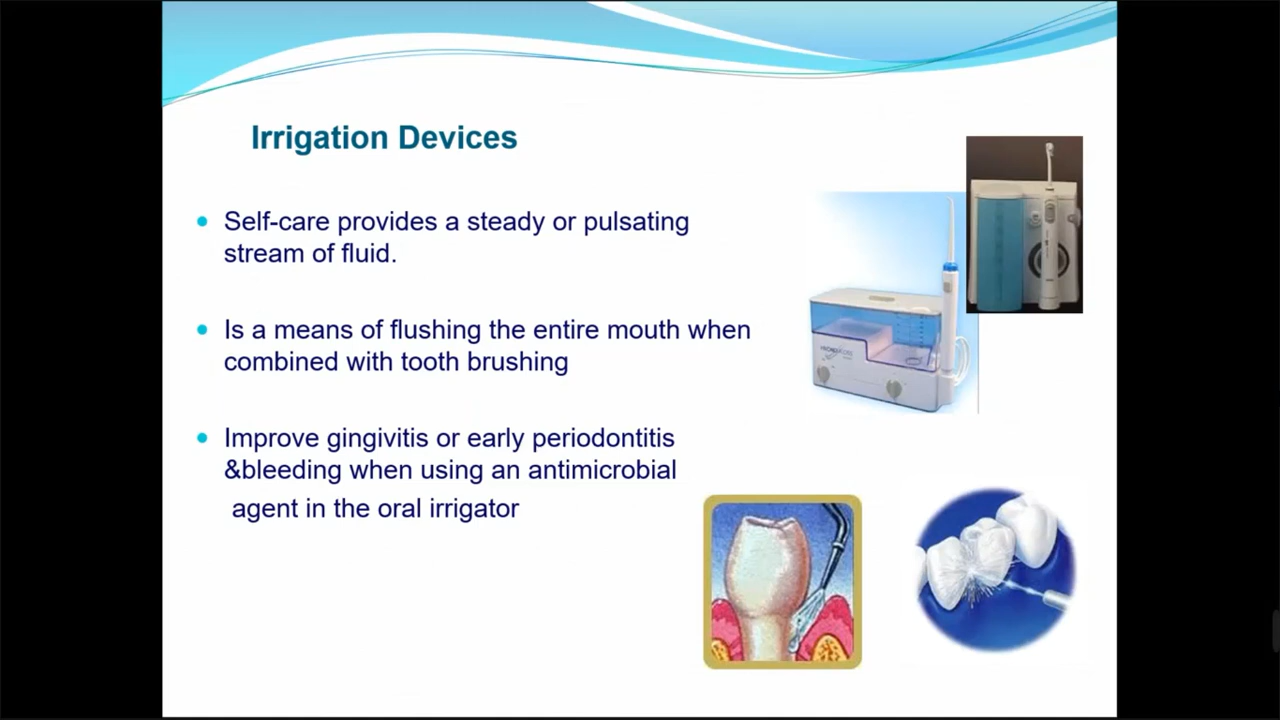 Irrigation Devices
Self-care provides a steady or pulsating
stream of fluid.
Is a means of flushing the entire mouth when
combined with tooth brushing
Improve gingivitis or early periodontitis
&bleeding when using an antimicrobial
agent in the oral irrigator